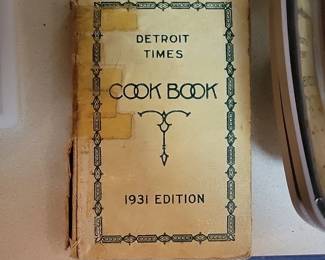 DETROIT
TIMES
COOK BOOK
1931 EDITION